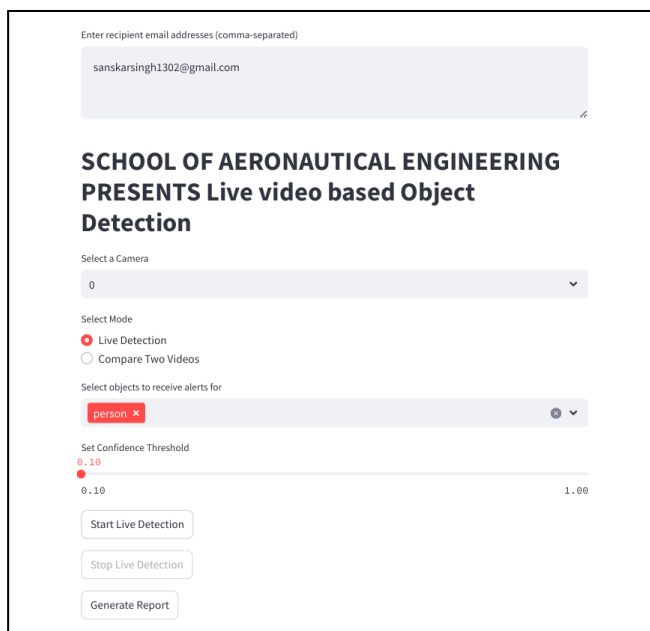 Enter recipient email addresses (comma-separated)
sanskarsingh1302@gmail.com
SCHOOL OF AERONAUTICAL ENGINEERING
PRESENTS Live video based Object
Detection
Select a Camera
0
Select Mode
Live Detection
Compare Two Videos
Select objects to receive alerts for
person ×
Set Confidence Threshold
0.10
0.10 1.00
Start Live Detection
Stop Live Detection
Generate Report